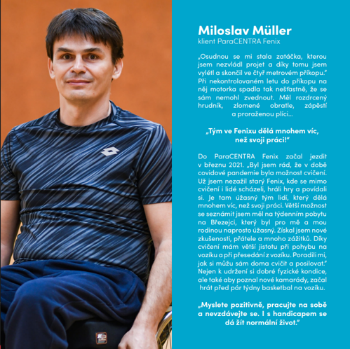 Miloslav Müller
klient ParaCENTRA Fenix
„Osudnou se mi stala zatáčka, kterou
jsem nezvládl projet a díky tomu jsem
vylétl a skončil ve čtyř metrovém příkopu."
Při nekontrolovaném letu do příkopu na
něj motorka spadla tak nešťastně, že se
sám nemohl zvednout. Měl rozdrcený
hrudník, zlomené obratle, zápěstí
a proraženou plíci...
„Tým ve Fenixu dělá mnohem víc,
než svoji práci!"
Do ParaCENTRA Fenix začal jezdit
v březnu 2021. „Byl jsem rád, že v době
covidové pandemie byla možnost cvičení.
Už jsem nezažil starý Fenix, kde se mimo
cvičení i lidé scházeli, hráli hry a povídali
si. Je tam úžasný tým lidí, který dělá
mnohem víc, než svoji práci. Větší možnost
se seznámit jsem měl na týdenním pobytu
na Březejci, který byl pro mě a mou
rodinou naprosto úžasný. Získal jsem nové
zkušenosti, přátele a mnoho zážitků. Díky
cvičení mám větší jistotu při pohybu na
vozíku a při přesedání z vozíku. Poradili mi,
jak si můžu sám doma cvičit a posilovat."
Nejen k udržení si dobré fyzické kondice,
ale také aby poznal nové kamarády, začal
hrát před pár týdny basketbal na vozíku.
„Myslete pozitivně, pracujte na sobě
a nevzdávejte se. I s handicapem se
dá žít normální život."
lotto